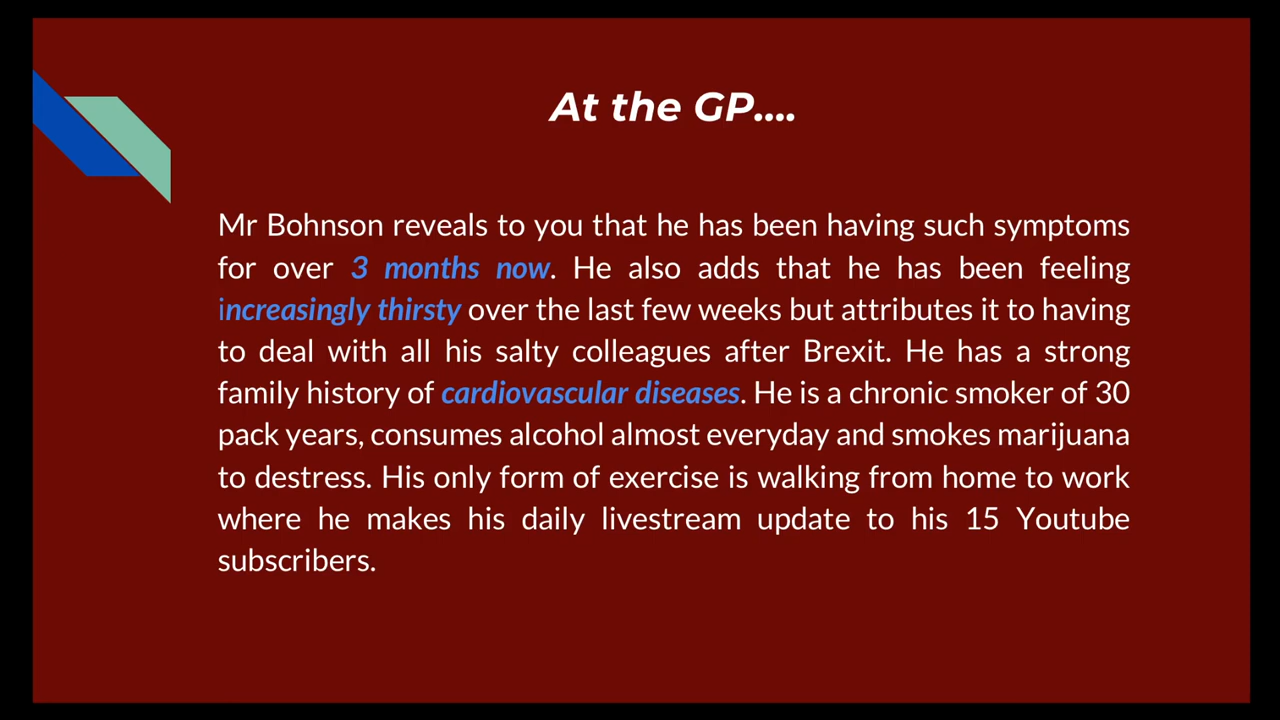 At the GP....
Mr Bohnson reveals to you that he has been having such symptoms
for over 3 months now. He also adds that he has been feeling
increasingly thirsty over the last few weeks but attributes it to having
to deal with all his salty colleagues after Brexit. He has a strong
family history of cardiovascular diseases. He is a chronic smoker of 30
pack years, consumes alcohol almost everyday and smokes marijuana
to destress. His only form of exercise is walking from home to work
where he makes his daily livestream update to his 15 Youtube
subscribers.